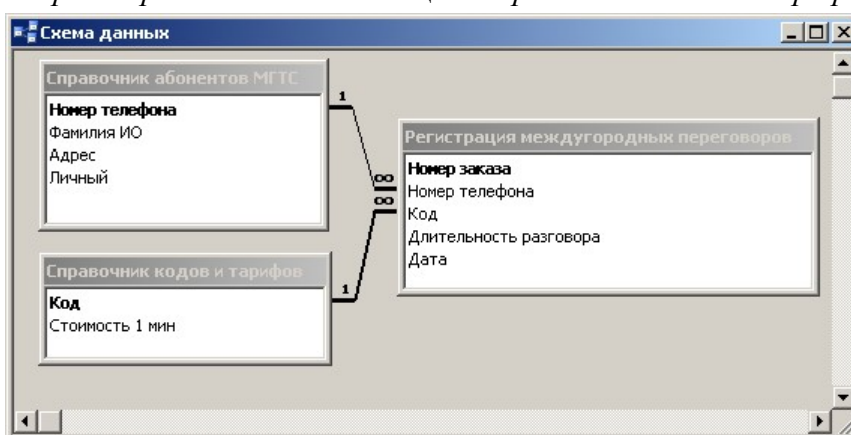 Схема данных
Справочник абонентов МГТС
Номер телефона
Фамилия ИО
Адрес
Личный
1
∞
∞
1
Регистрация междугородных переговоров
Номер заказа
Номер телефона
Код
Длительность разговора
Дата
Справочник кодов и тарифов
Код
Стоимость 1 мин